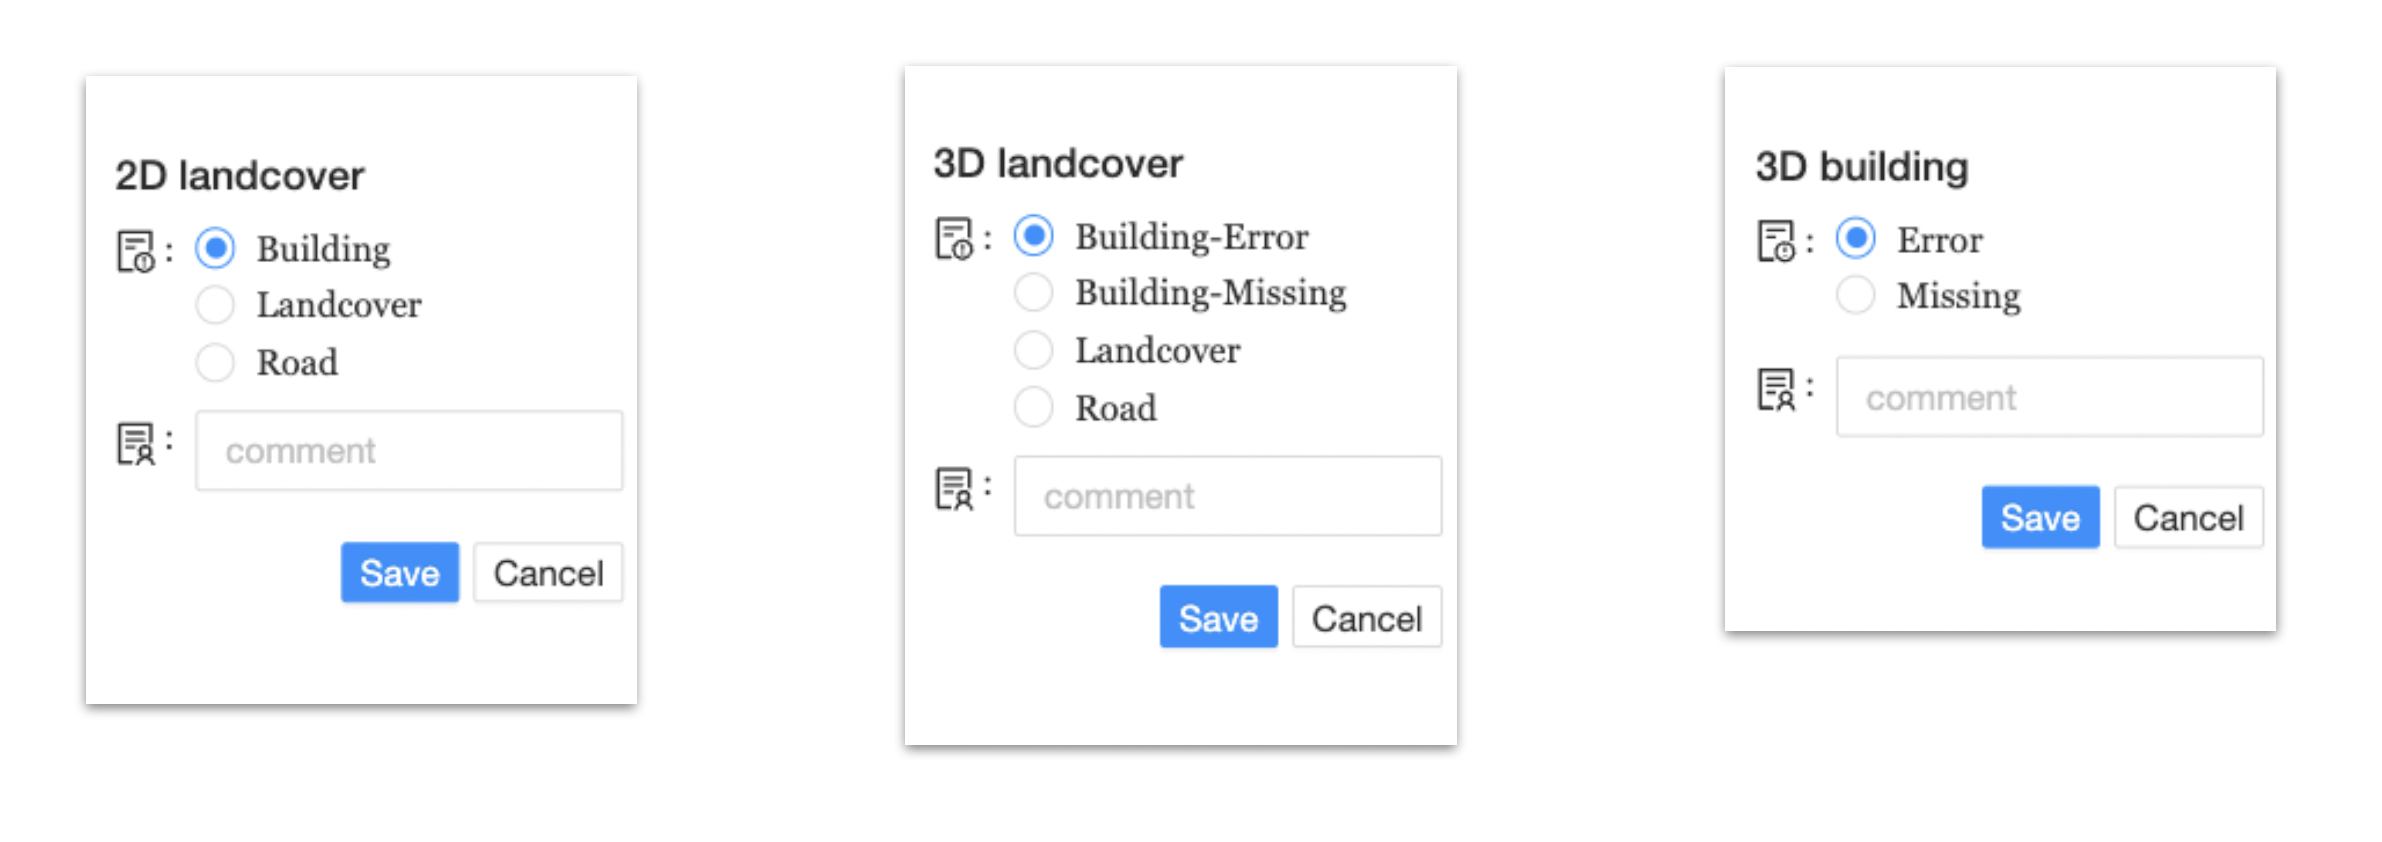 2D landcover
: Building
Landcover
Road
: comment
Save Cancel
3D landcover
: Building-Error
Building-Missing
Landcover
Road
: comment
Save Cancel
3D building
: Error
Missing
: comment
Save Cancel